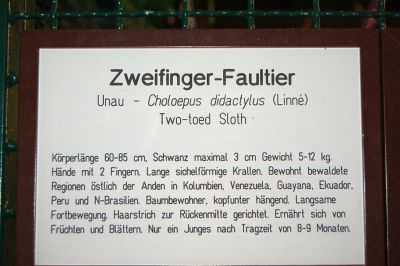 Zweifinger-Faultier
Unau - Choloepus didactylus (Linné)
Two-toed Sloth
Körperlänge 60-85 cm, Schwanz maximal 3 cm Gewicht 5-12 kg.
Hände mit 2 Fingern. Lange sichelförmige Krallen. Bewohnt bewaldete
Regionen östlich der Anden in Kolumbien, Venezuela, Guayana, Ekuador,
Peru und N-Brasilien. Baumbewohner, kopfunter hängend. Langsame
Fortbewegung. Haarstrich zur Rückenmitte gerichtet. Ernährt sich von
Früchten und Blättern. Nur ein Junges nach Tragzeit von 8-9 Monaten.